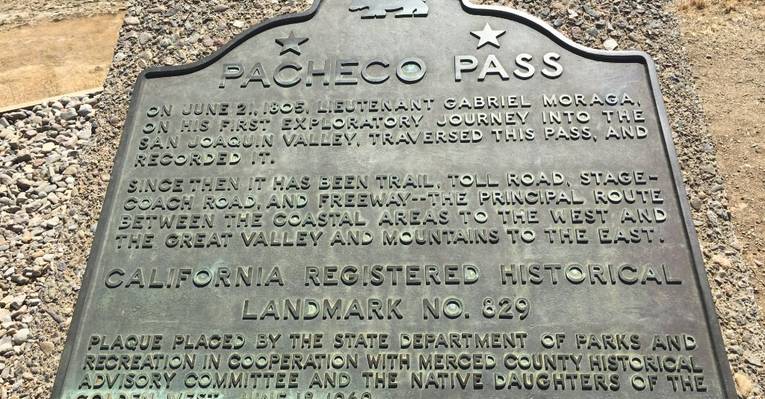 PACHECO PASS
ON JUNE 21, 1805, LIEUTENANT GABRIEL MORAGA,
ON HIS FIRST EXPLORATORY JOURNEY INTO THE
SAN JOAQUIN VALLEY, TRAVERSED THIS PASS, AND
RECORDED IT.
SINCE THEN IT HAS BEEN TRAIL, TOLL ROAD, STAGE-
COACH ROAD, AND FREEWAY--THE PRINCIPAL ROUTE
BETWEEN THE COASTAL AREAS TO THE WEST AND
THE GREAT VALLEY AND MOUNTAINS TO THE EAST.
CALIFORNIA REGISTERED HISTORICAL
LANDMARK NO. 829
PLAQUE PLACED BY THE STATE DEPARTMENT OF PARKS AND
RECREATION IN COOPERATION WITH MERCED COUNTY HISTORICAL
ADVISORY COMMITTEE AND THE NATIVE DAUGHTERS OF THE
GOLDEN WEST, JUNE